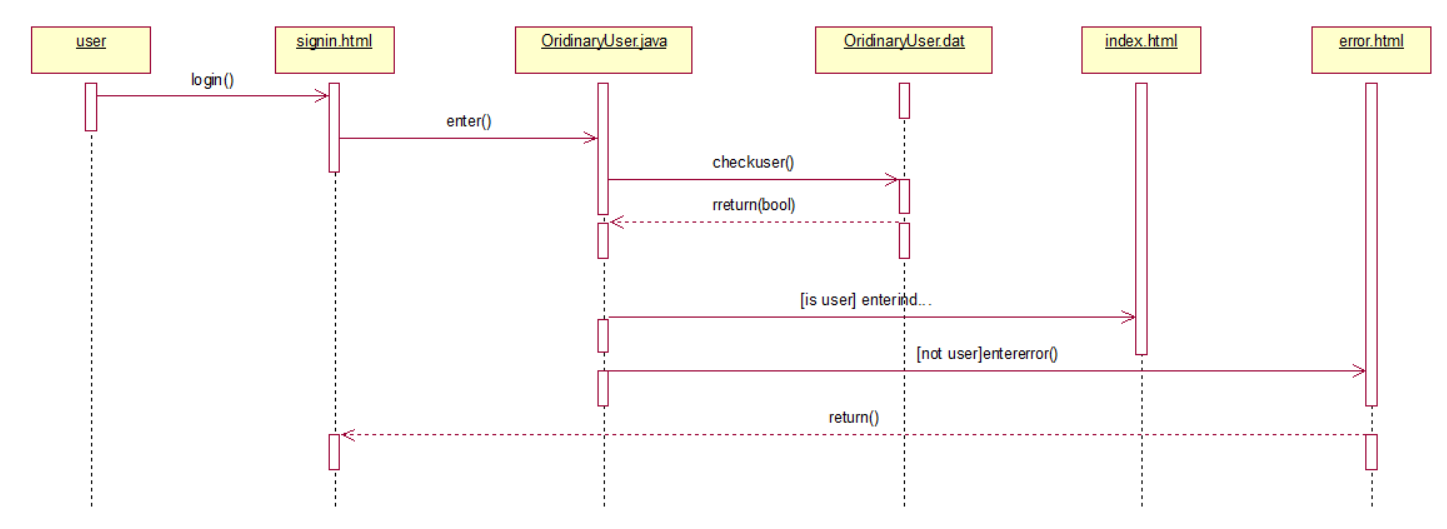 user
signin.html
OridinaryUser.java
OridinaryUser.dat
index.html
error.html
login()
enter()
checkuser()
rreturn(bool)
[is user] enterind...
[not user]entererror()
return()